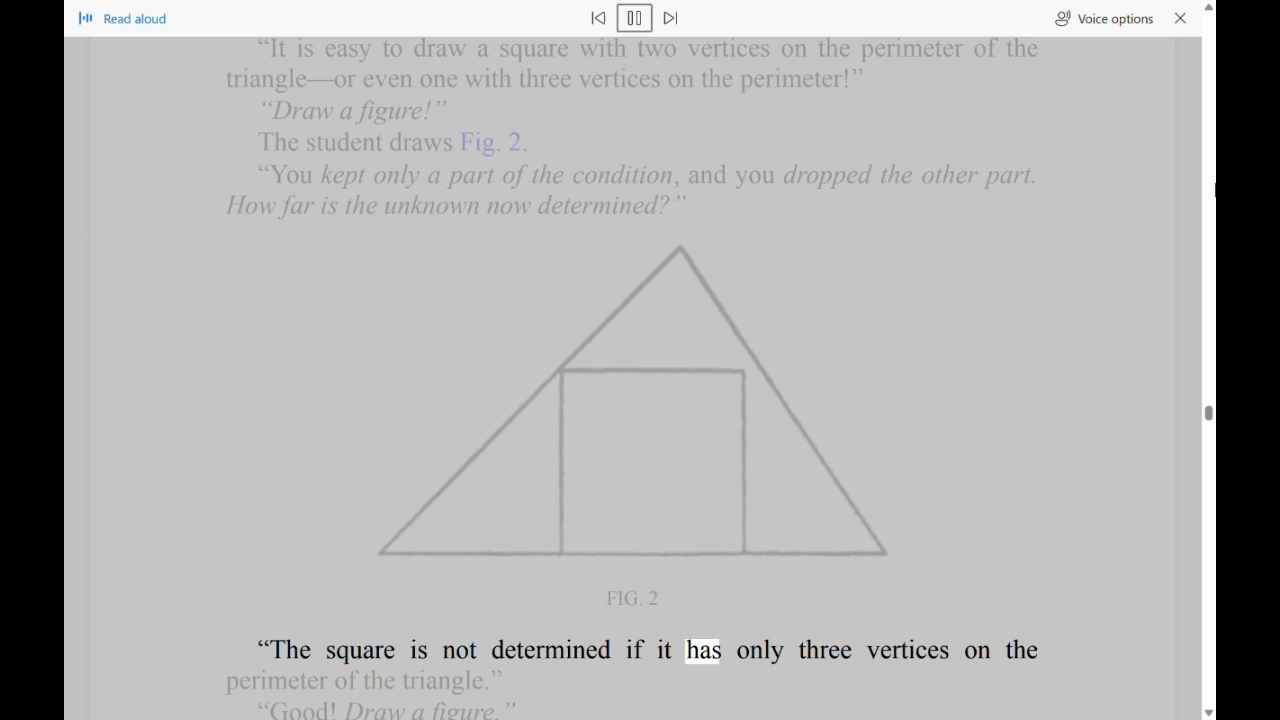 Read aloud
Voice options
“It is easy to draw a square with two vertices on the perimeter of the
triangle—or even one with three vertices on the perimeter!”
“Draw a figure!”
The student draws Fig. 2.
“You kept only a part of the condition, and you dropped the other part.
How far is the unknown now determined?”
FIG. 2
“The square is not determined if it has only three vertices on the
perimeter of the triangle.”
“Good! Draw a figure.”